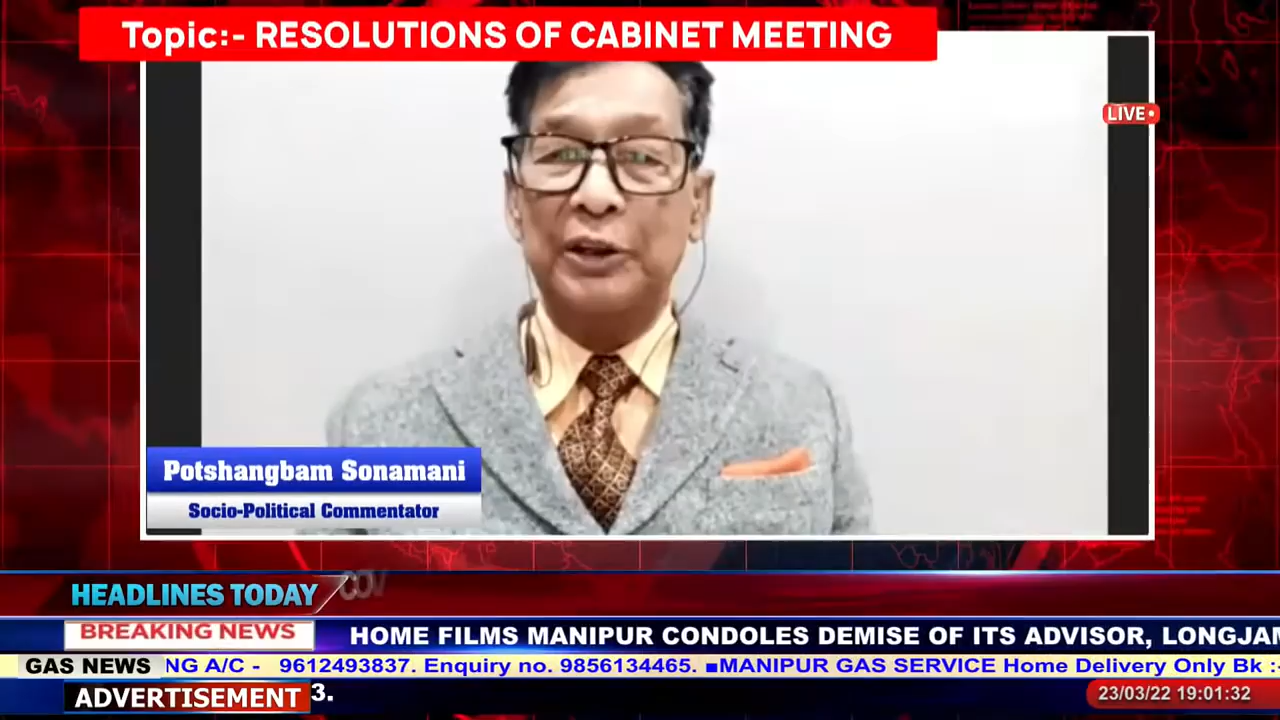 Topic:- RESOLUTIONS OF CABINET MEETING
LIVE
Potshangbam Sonamani
Socio-Political Commentator
HEADLINES TODAY
COV
BREAKING NEWS
HOME FILMS MANIPUR CONDOLES DEMISE OF ITS ADVISOR, LONGJAM
GAS NEWS
NG A/C - 9612493837. Enquiry no. 9856134465. ■MANIPUR GAS SERVICE Home Delivery Only Bk :-
ADVERTISEMENT
3.
23/03/22 19:01:32